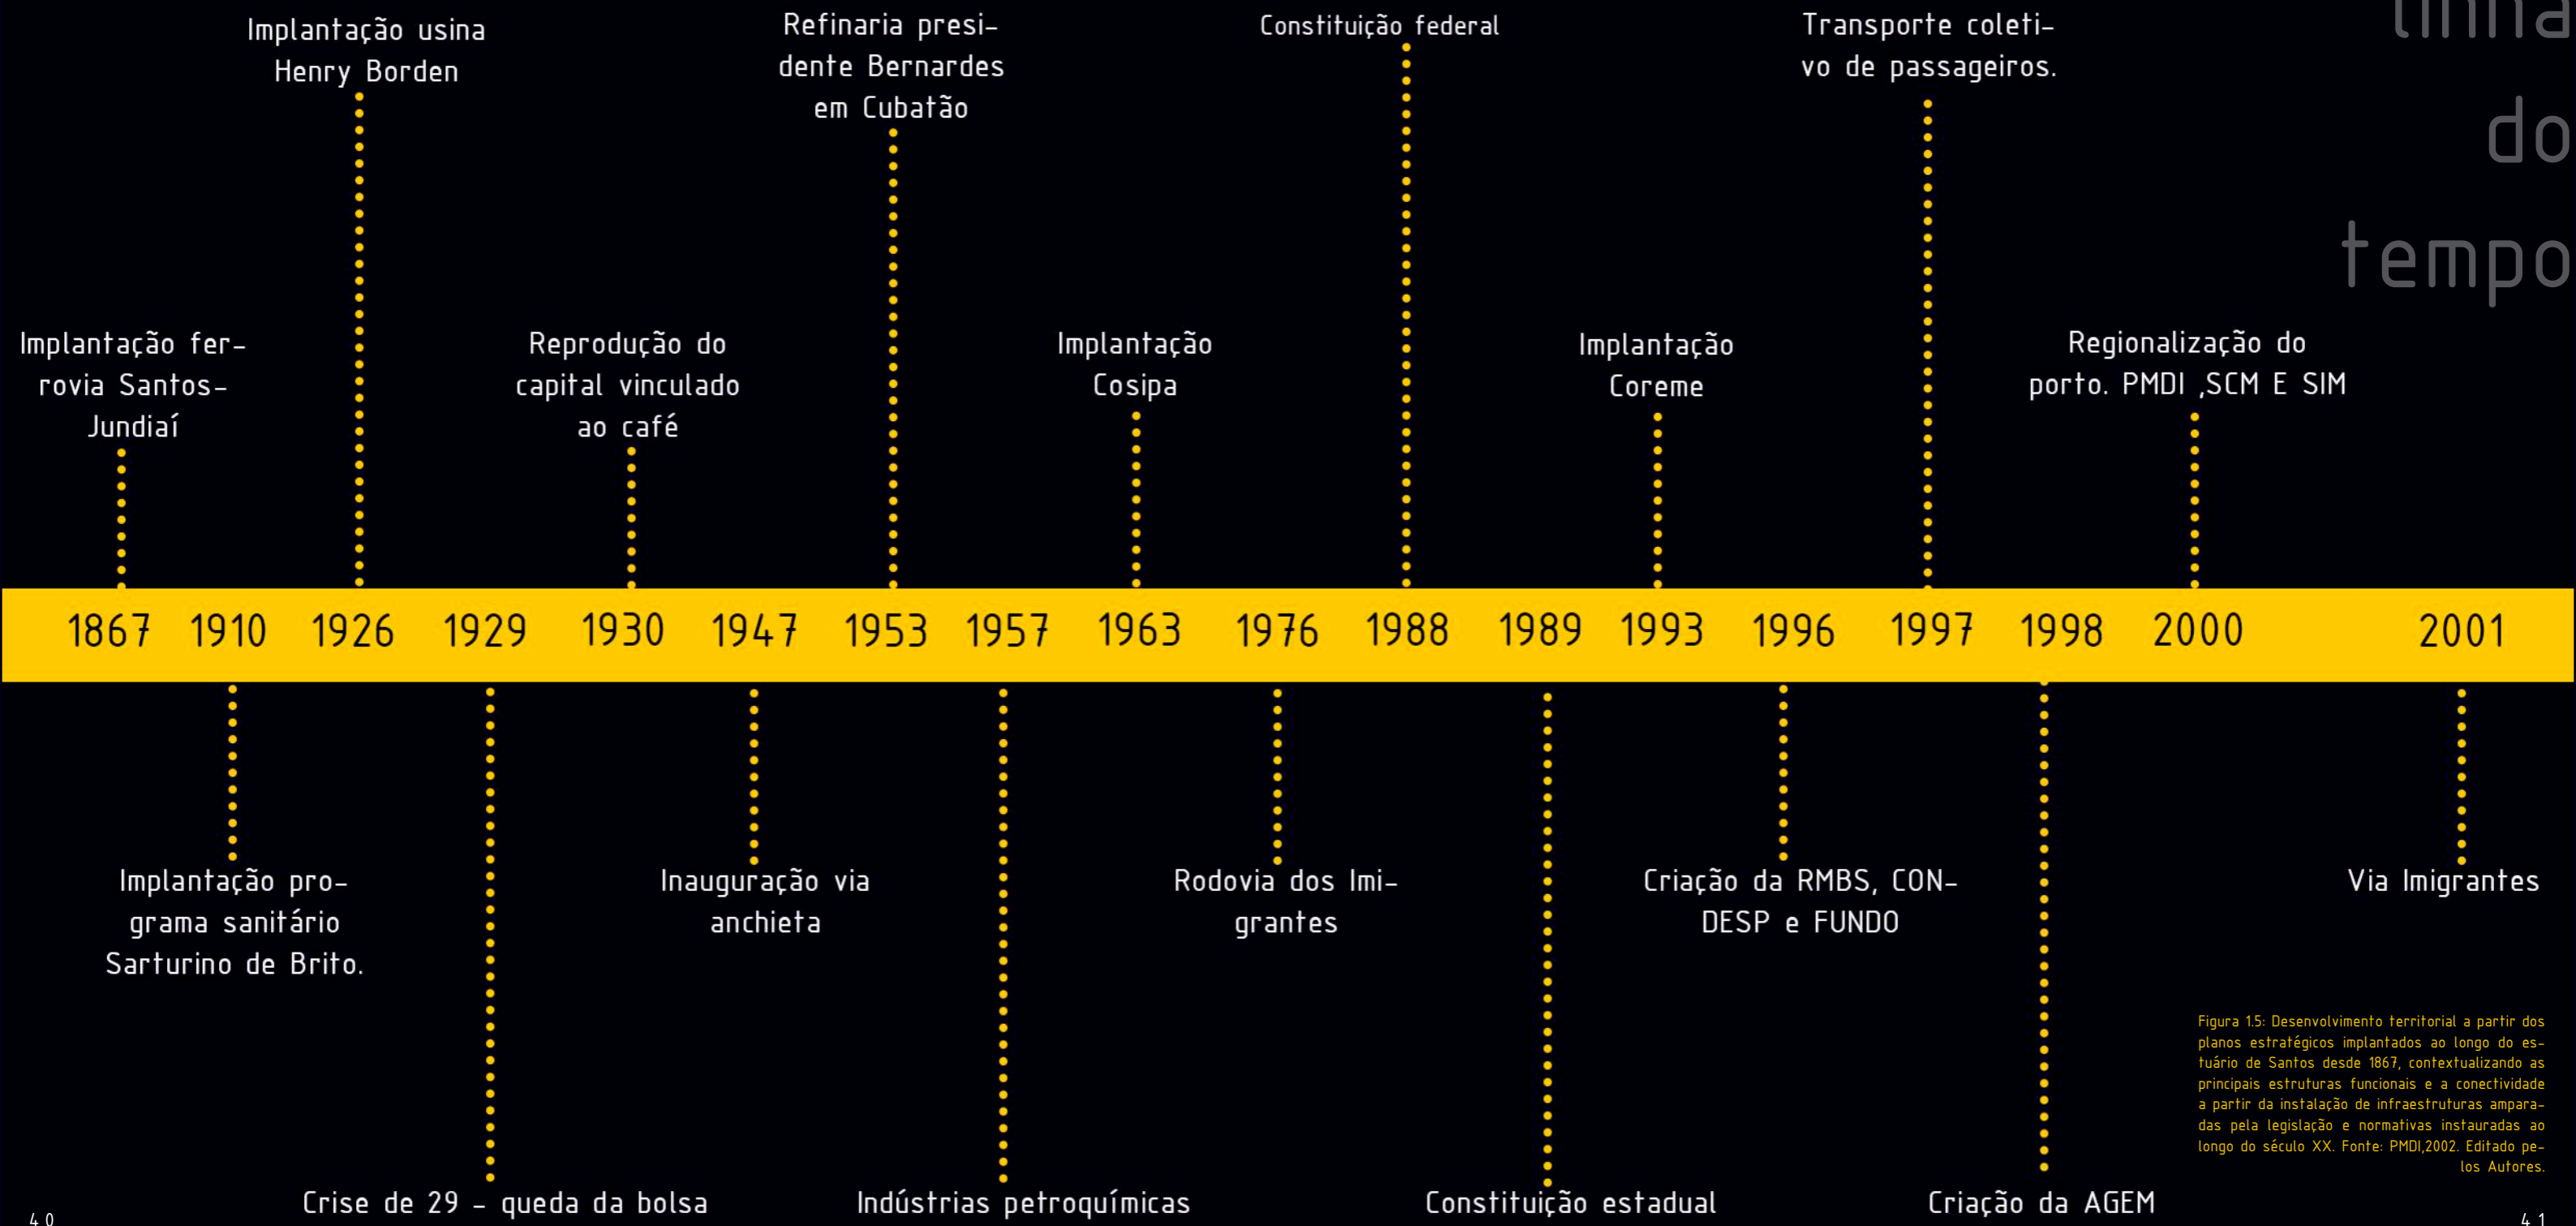 linha
do
tempo
Implantação usina
Henry Borden
Refinaria presi-
dente Bernardes
em Cubatão
Constituição federal
Transporte coleti-
vo de passageiros.
Implantação fer-
rovia Santos-
Jundiaí
Reprodução do
capital vinculado
ao café
Implantação
Cosipa
Implantação
Coreme
Regionalização do
porto. PMDI ,SCM E SIM
1867 1910 1926 1929 1930 1947 1953 1957 1963 1976 1988 1989 1993 1996 1997 1998 2000 2001
Implantação pro-
grama sanitário
Sarturino de Brito.
Inauguração via
anchieta
Rodovia dos Imi-
grantes
Criação da RMBS, CON-
DESP e FUNDO
Via Imigrantes
Crise de 29 - queda da bolsa
Indústrias petroquímicas
Constituição estadual
Criação da AGEM
Figura 1.5: Desenvolvimento territorial a partir dos
planos estratégicos implantados ao longo do es-
tuário de Santos desde 1867, contextualizando as
principais estruturas funcionais e a conectividade
a partir da instalação de infraestruturas ampara-
das pela legislação e normativas instauradas ao
longo do século XX. Fonte: PMDI,2002. Editado pe-
los Autores.
40
41